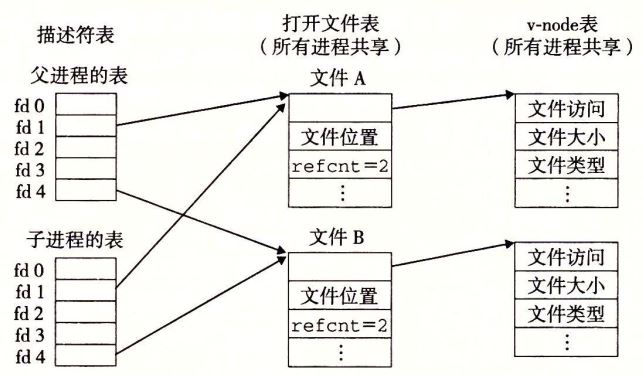 描述符表
打开文件表
（所有进程共享）
v-node表
（所有进程共享）
父进程的表
fd 0
fd 1
fd 2
fd 3
fd 4
文件 A
文件位置
refcnt=2
⋮
文件访问
文件大小
文件类型
⋮
子进程的表
fd 0
fd 1
fd 2
fd 3
fd 4
文件 B
文件位置
refcnt=2
⋮
文件访问
文件大小
文件类型
⋮